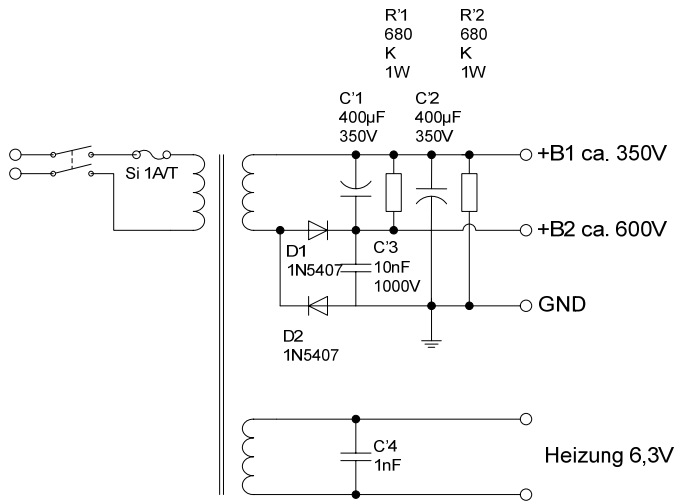 R'1
680
K
1W
R'2
680
K
1W
C'1
400µF
350V
C'2
400µF
350V
+B1 ca. 350V
Si 1A/T
+B2 ca. 600V
D1
1N5407
C'3
10nF
1000V
GND
D2
1N5407
C'4
1nF
Heizung 6,3V